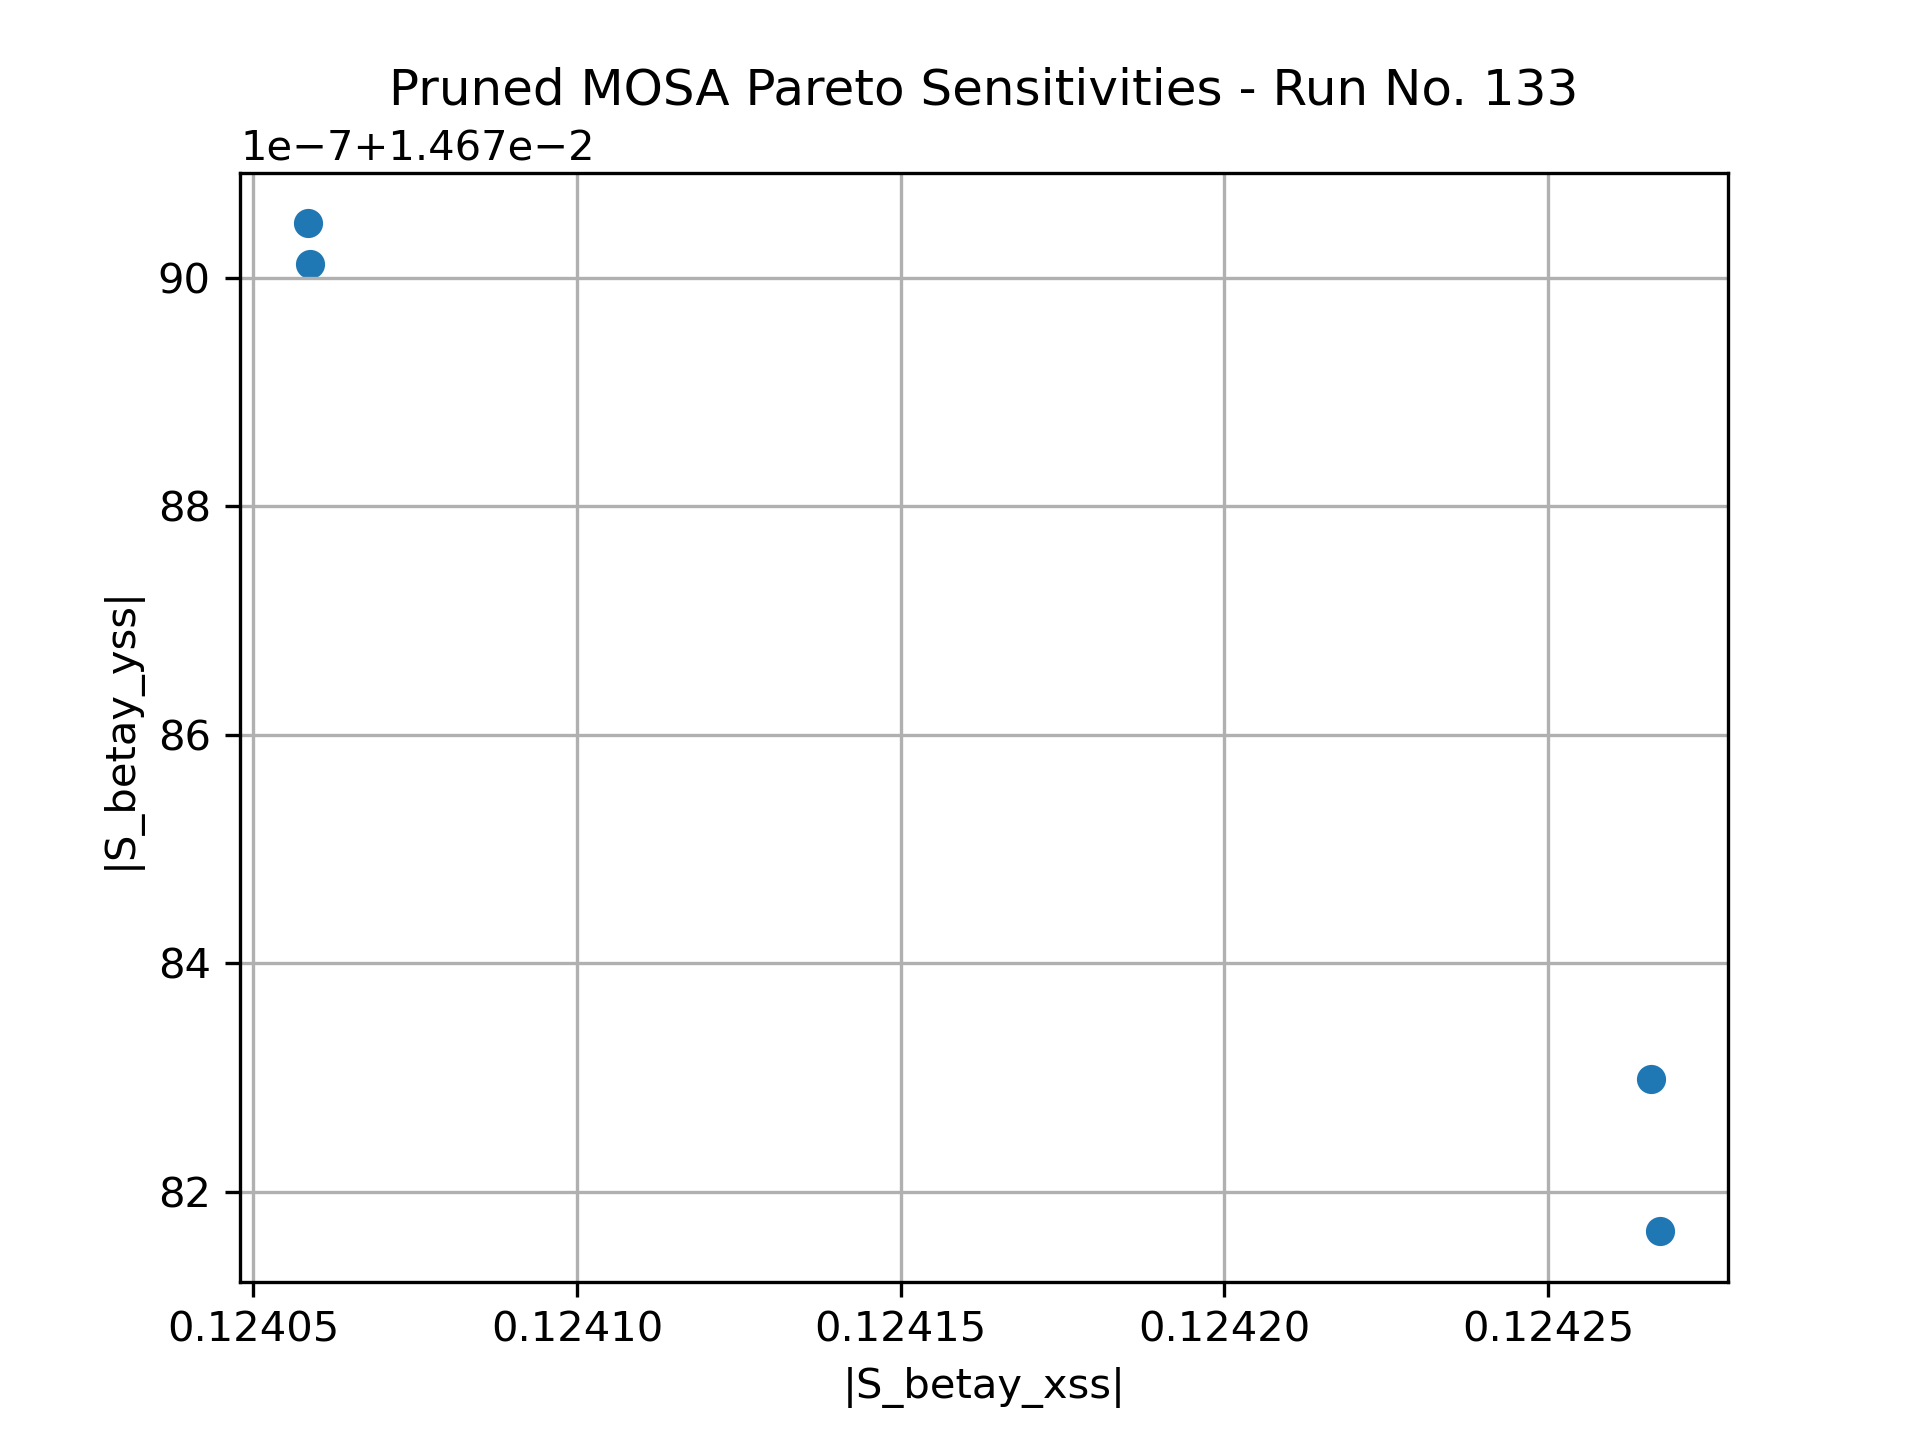 Pruned MOSA Pareto Sensitivities - Run No. 133
1e−7+1.467e−2
90
88
86
84
82
|S_betay_yss|
0.12405 0.12410 0.12415 0.12420 0.12425
|S_betay_xss|